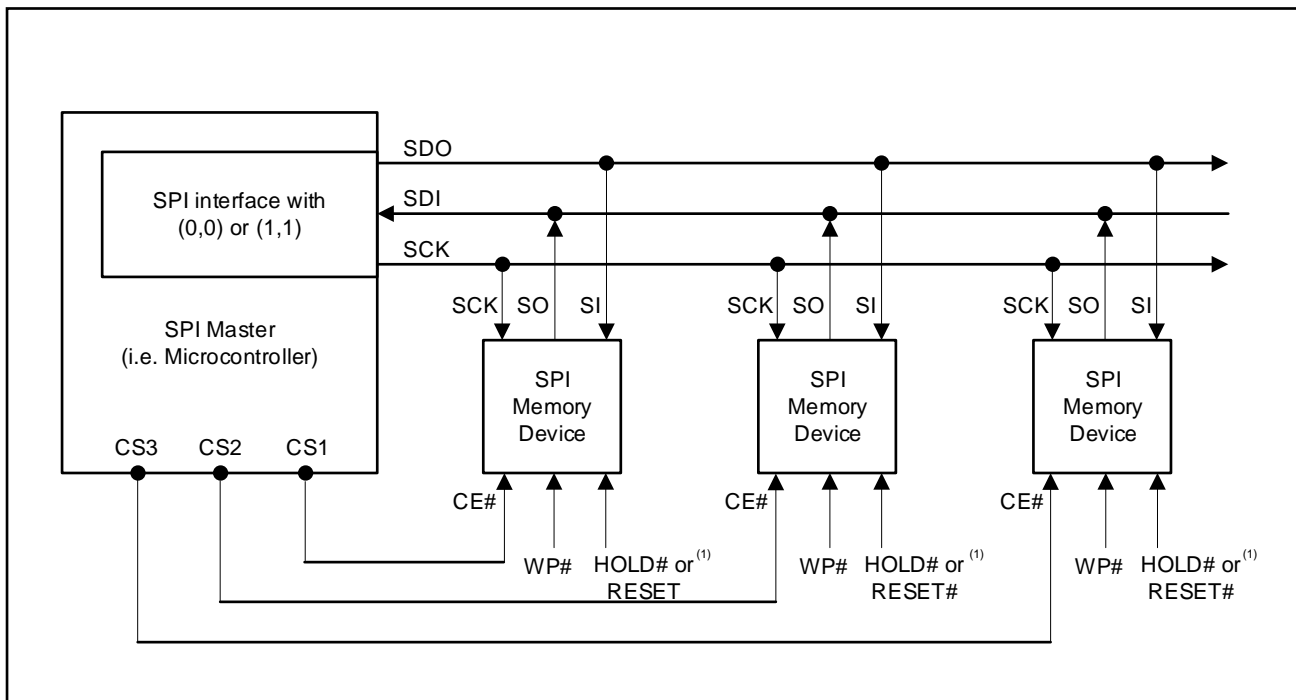 SDO
SPI interface with
(0,0) or (1,1)
SDI
SCK
SPI Master
(i.e. Microcontroller)
SCK SO SI
SCK SO SI
SCK SO SI
SPI
Memory
Device
SPI
Memory
Device
SPI
Memory
Device
CS3 CS2 CS1
CE#
WP#
HOLD# or (1)
RESET
CE#
WP#
HOLD# or (1)
RESET#
CE#
WP#
HOLD# or (1)
RESET#